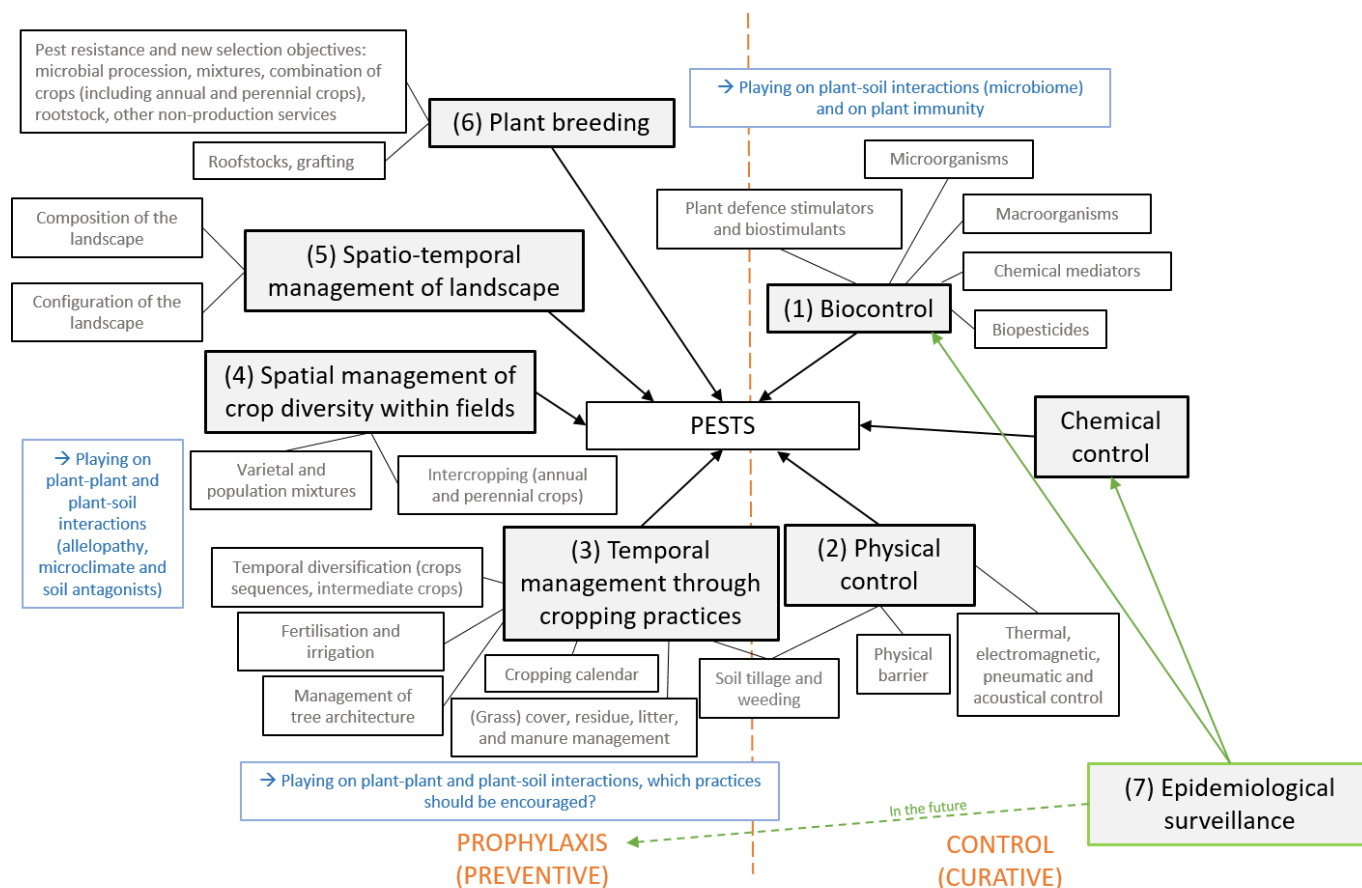 Pest resistance and new selection objectives:
microbial procession, mixtures, combination of
crops (including annual and perennial crops),
rootstock, other non-production services
(6) Plant breeding
Roofstocks, grafting
→ Playing on plant-soil interactions (microbiome)
and on plant immunity
Microorganisms
Plant defence stimulators
and biostimulants
Macroorganisms
Chemical mediators
(1) Biocontrol
Biopesticides
Composition of the
landscape
(5) Spatio-temporal
management of landscape
Configuration of the
landscape
(4) Spatial management of
crop diversity within fields
PESTS
Chemical
control
→ Playing on
plant-plant and
plant-soil
interactions
(allelopathy,
microclimate and
soil antagonists)
Varietal and
population mixtures
Intercropping (annual
and perennial crops)
(3) Temporal
management through
cropping practices
(2) Physical
control
Temporal diversification (crops
sequences, intermediate crops)
Fertilisation and
irrigation
Management of
tree architecture
Cropping calendar
(Grass) cover, residue, litter,
and manure management
Soil tillage and
weeding
Physical
barrier
Thermal,
electromagnetic,
pneumatic and
acoustical control
→ Playing on plant-plant and plant-soil interactions, which practices
should be encouraged?
(7) Epidemiological
surveillance
In the future
PROPHYLAXIS
(PREVENTIVE)
CONTROL
(CURATIVE)